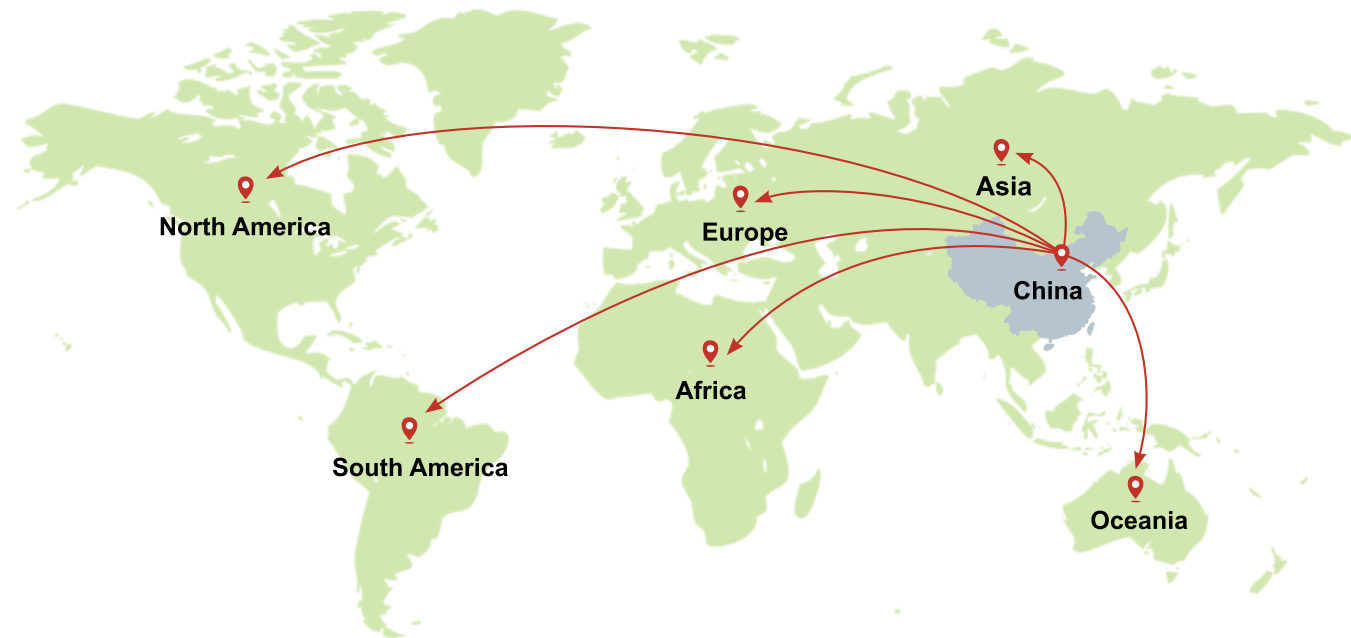 Asia
North America
Europe
China
Africa
South America
Oceania